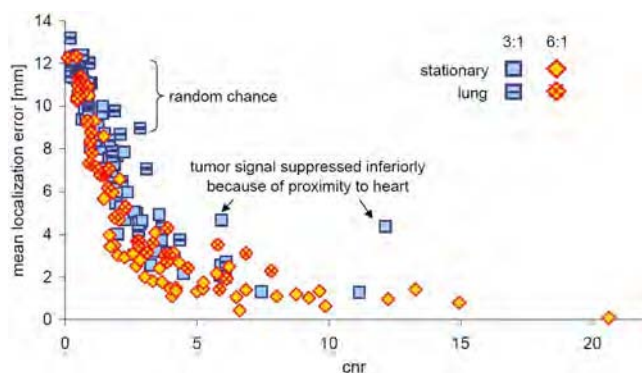 14
12
10
8
6
4
2
0
mean localization error [mm]
0
5
10
15
20
cnr
3:1 6:1
stationary
lung
random chance
tumor signal suppressed inferiorly
because of proximity to heart